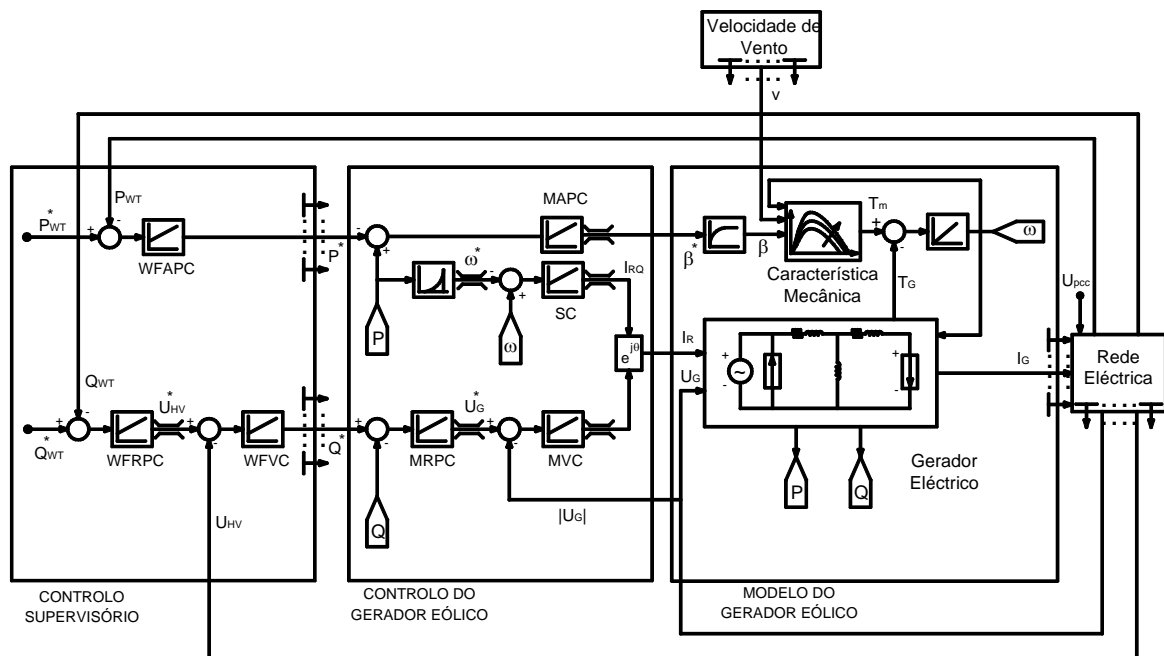 Velocidade de
Vento
v
P*WT
PWT
+
-
WFAPC
P*
-
+
P
ω*
-
+
ω
MAPC
SC
IRQ
e^jθ
β*
β
Característica
Mecânica
Tm
+
-
TG
ω
Upcc
Rede
Eléctrica
IG
IR
UG
+
-
~
+
-
P
Q
Gerador
Eléctrico
QWT
Q*WT
+
-
WFRPC
U*HV
+
-
WFVC
UHV
Q*
+
-
Q
MRPC
U*G
+
-
MVC
|UG|
CONTROLO
SUPERVISÓRIO
CONTROLO DO
GERADOR EÓLICO
MODELO DO
GERADOR EÓLICO